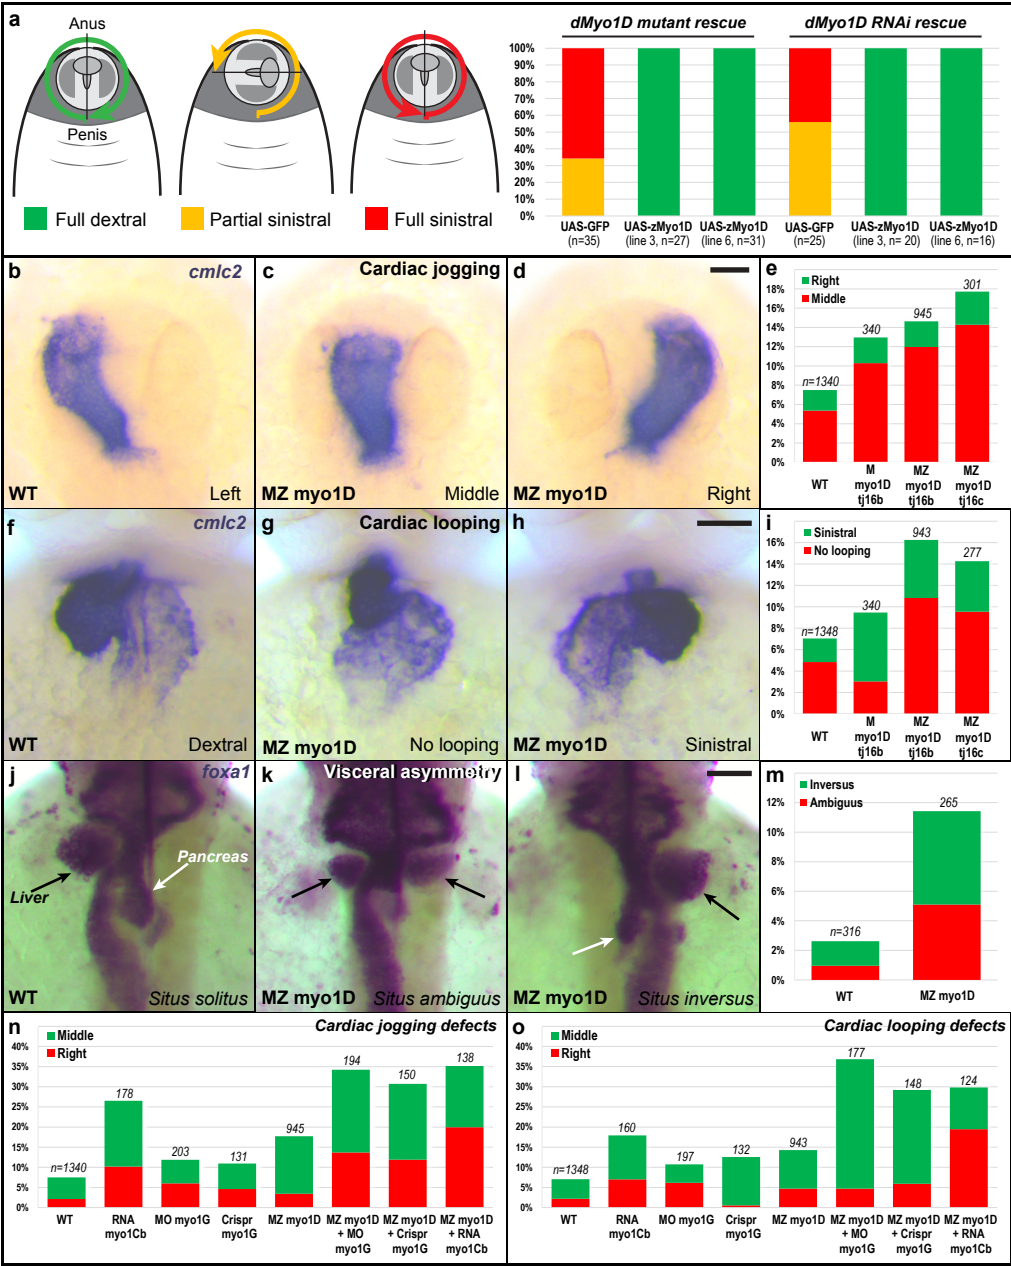 a
Anus
Penis
Full dextral
Partial sinistral
Full sinistral
dMyo1D mutant rescue
dMyo1D RNAi rescue
100%
90%
80%
70%
60%
50%
40%
30%
20%
10%
0%
UAS-GFP
(n=35)
UAS-zMyo1D
(line 3, n=27)
UAS-zMyo1D
(line 6, n=31)
UAS-GFP
(n=25)
UAS-zMyo1D
(line 3, n=20)
UAS-zMyo1D
(line 6, n=16)
b
cmlc2
WT
Left
c
Cardiac jogging
MZ myo1D
Middle
d
MZ myo1D
Right
e
Right
Middle
18%
16%
14%
12%
10%
8%
6%
4%
2%
0%
n=1340
340
945
301
WT
M
myo1D
tj16b
MZ
myo1D
tj16b
MZ
myo1D
tj16c
f
cmlc2
WT
Dextral
g
Cardiac looping
MZ myo1D
No looping
h
MZ myo1D
Sinistral
i
Sinistral
No looping
16%
14%
12%
10%
8%
6%
4%
2%
0%
n=1348
340
943
277
WT
M
myo1D
tj16b
MZ
myo1D
tj16b
MZ
myo1D
tj16c
j
foxa1
Pancreas
Liver
WT
Situs solitus
k
Visceral asymmetry
MZ myo1D
Situs ambiguus
l
MZ myo1D
Situs inversus
m
Inversus
Ambiguus
12%
10%
8%
6%
4%
2%
0%
n=316
265
WT
MZ myo1D
n
Cardiac jogging defects
Middle
Right
40%
35%
30%
25%
20%
15%
10%
5%
0%
n=1340
178
203
131
945
194
150
138
WT
RNA
myo1Cb
MO myo1G
Crispr
myo1G
MZ myo1D
MZ myo1D
+ MO
myo1G
MZ myo1D
+ Crispr
myo1G
MZ myo1D
+ RNA
myo1Cb
o
Cardiac looping defects
Middle
Right
40%
35%
30%
25%
20%
15%
10%
5%
0%
n=1348
160
197
132
943
177
148
124
WT
RNA
myo1Cb
MO myo1G
Crispr
myo1G
MZ myo1D
MZ myo1D
+ MO
myo1G
MZ myo1D
+ Crispr
myo1G
MZ myo1D
+ RNA
myo1Cb